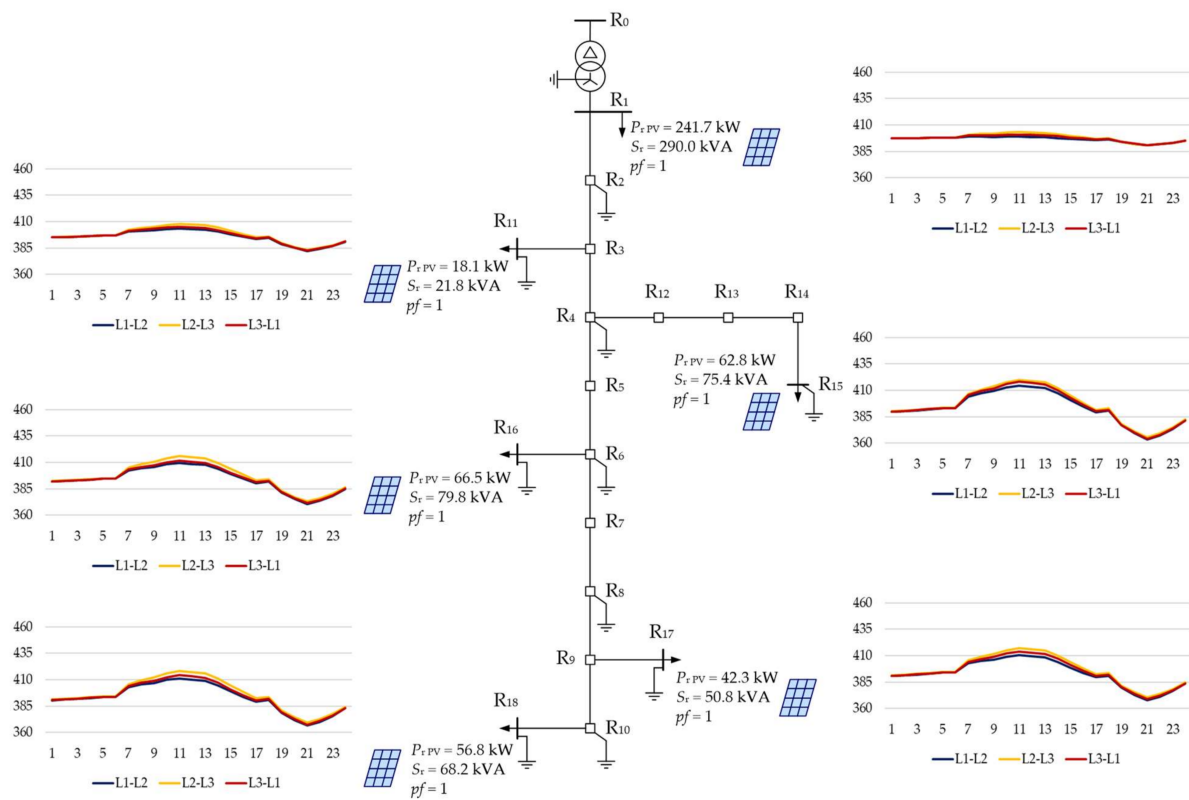 R0
R1
Pr PV = 241.7 kW
Sr = 290.0 kVA
pf = 1
R2
R11
R3
Pr PV = 18.1 kW
Sr = 21.8 kVA
pf = 1
R4
R12
R13
R14
Pr PV = 62.8 kW
Sr = 75.4 kVA
pf = 1
R15
R5
R16
R6
Pr PV = 66.5 kW
Sr = 79.8 kVA
pf = 1
R7
R8
R9
R17
Pr PV = 42.3 kW
Sr = 50.8 kVA
pf = 1
R18
R10
Pr PV = 56.8 kW
Sr = 68.2 kVA
pf = 1
460
435
410
385
360
1 3 5 7 9 11 13 15 17 19 21 23
L1-L2 L2-L3 L3-L1
460
435
410
385
360
1 3 5 7 9 11 13 15 17 19 21 23
L1-L2 L2-L3 L3-L1
460
435
410
385
360
1 3 5 7 9 11 13 15 17 19 21 23
L1-L2 L2-L3 L3-L1
460
435
410
385
360
1 3 5 7 9 11 13 15 17 19 21 23
L1-L2 L2-L3 L3-L1
460
435
410
385
360
1 3 5 7 9 11 13 15 17 19 21 23
L1-L2 L2-L3 L3-L1
460
435
410
385
360
1 3 5 7 9 11 13 15 17 19 21 23
L1-L2 L2-L3 L3-L1